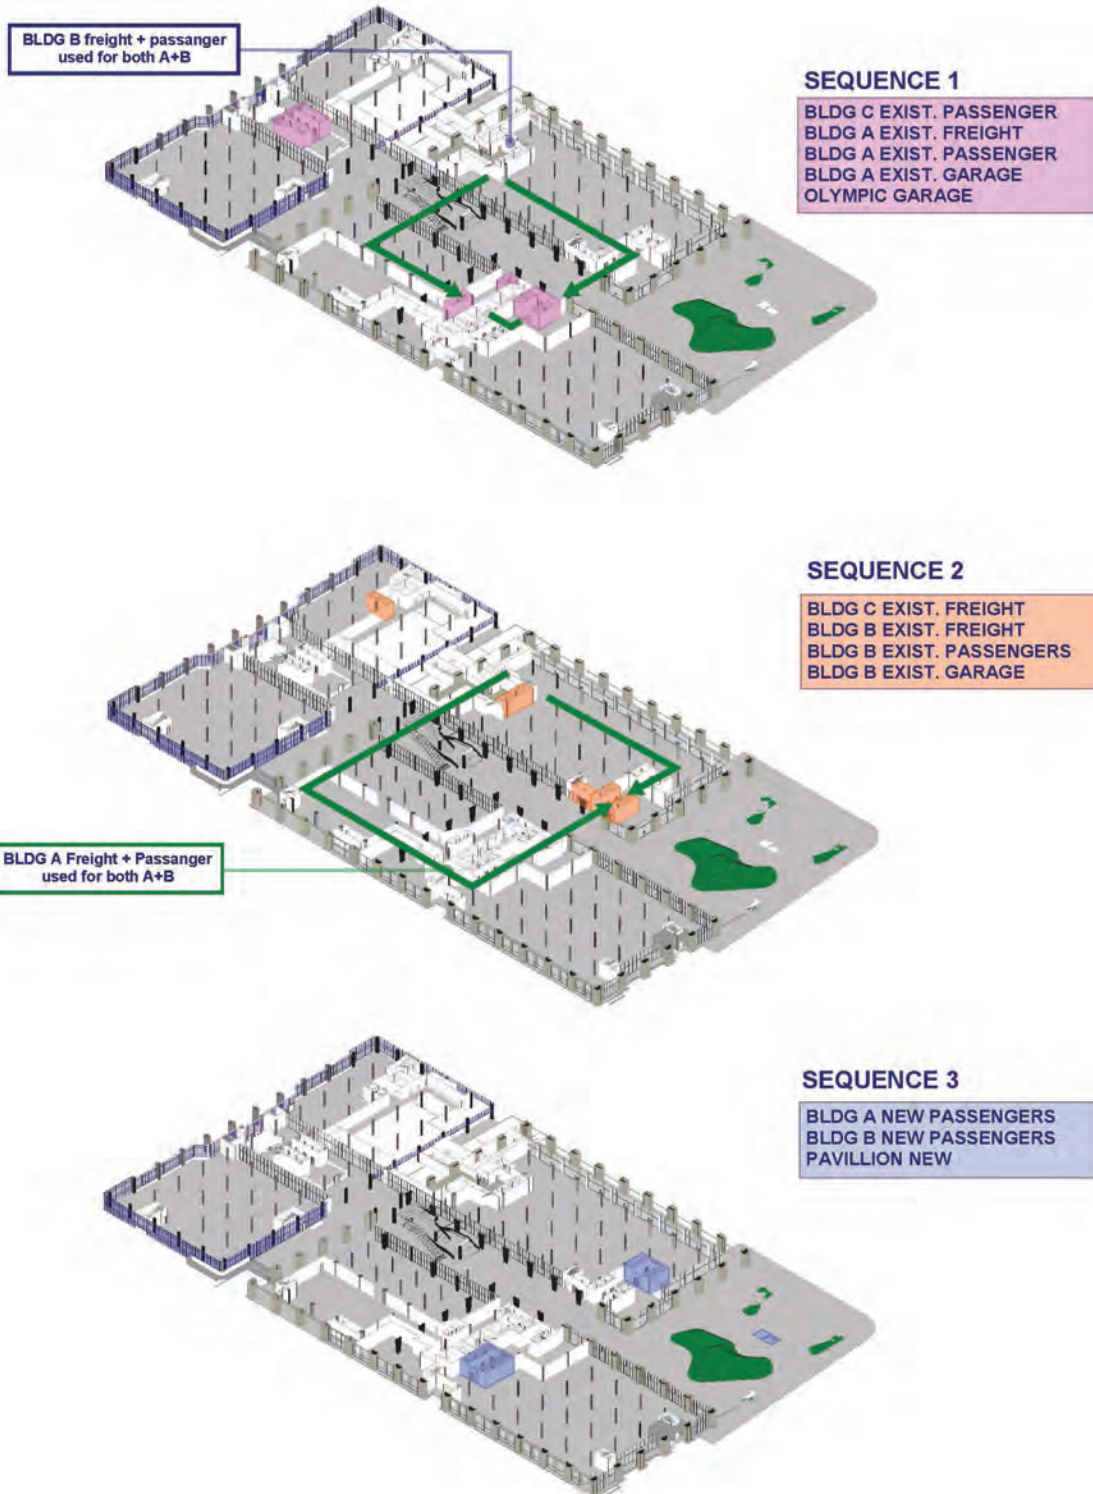 BLDG B freight + passanger
used for both A+B
SEQUENCE 1
BLDG C EXIST. PASSENGER
BLDG A EXIST. FREIGHT
BLDG A EXIST. PASSENGER
BLDG A EXIST. GARAGE
OLYMPIC GARAGE
SEQUENCE 2
BLDG C EXIST. FREIGHT
BLDG B EXIST. FREIGHT
BLDG B EXIST. PASSENGERS
BLDG B EXIST. GARAGE
BLDG A Freight + Passanger
used for both A+B
SEQUENCE 3
BLDG A NEW PASSENGERS
BLDG B NEW PASSENGERS
PAVILLION NEW